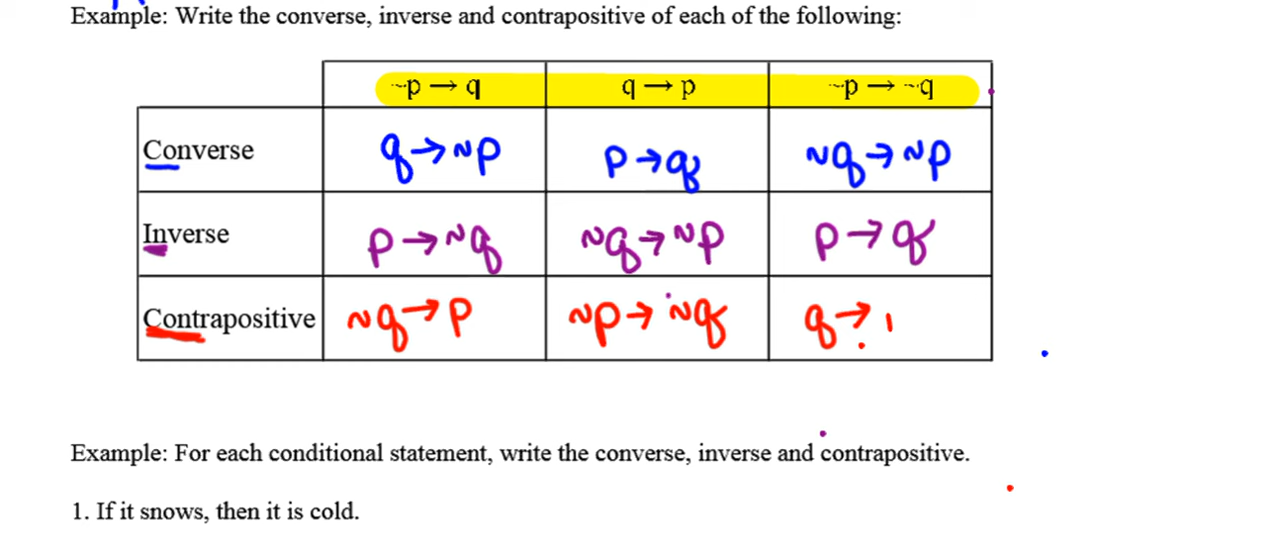 Example: Write the converse, inverse and contrapositive of each of the following:
~p → q q → p ~p → ~q
Converse q → ~p p → q ~q → ~p
Inverse p → ~q ~q → ~p p → q
Contrapositive ~q → p ~p → ~q q →
Example: For each conditional statement, write the converse, inverse and contrapositive.
1. If it snows, then it is cold.